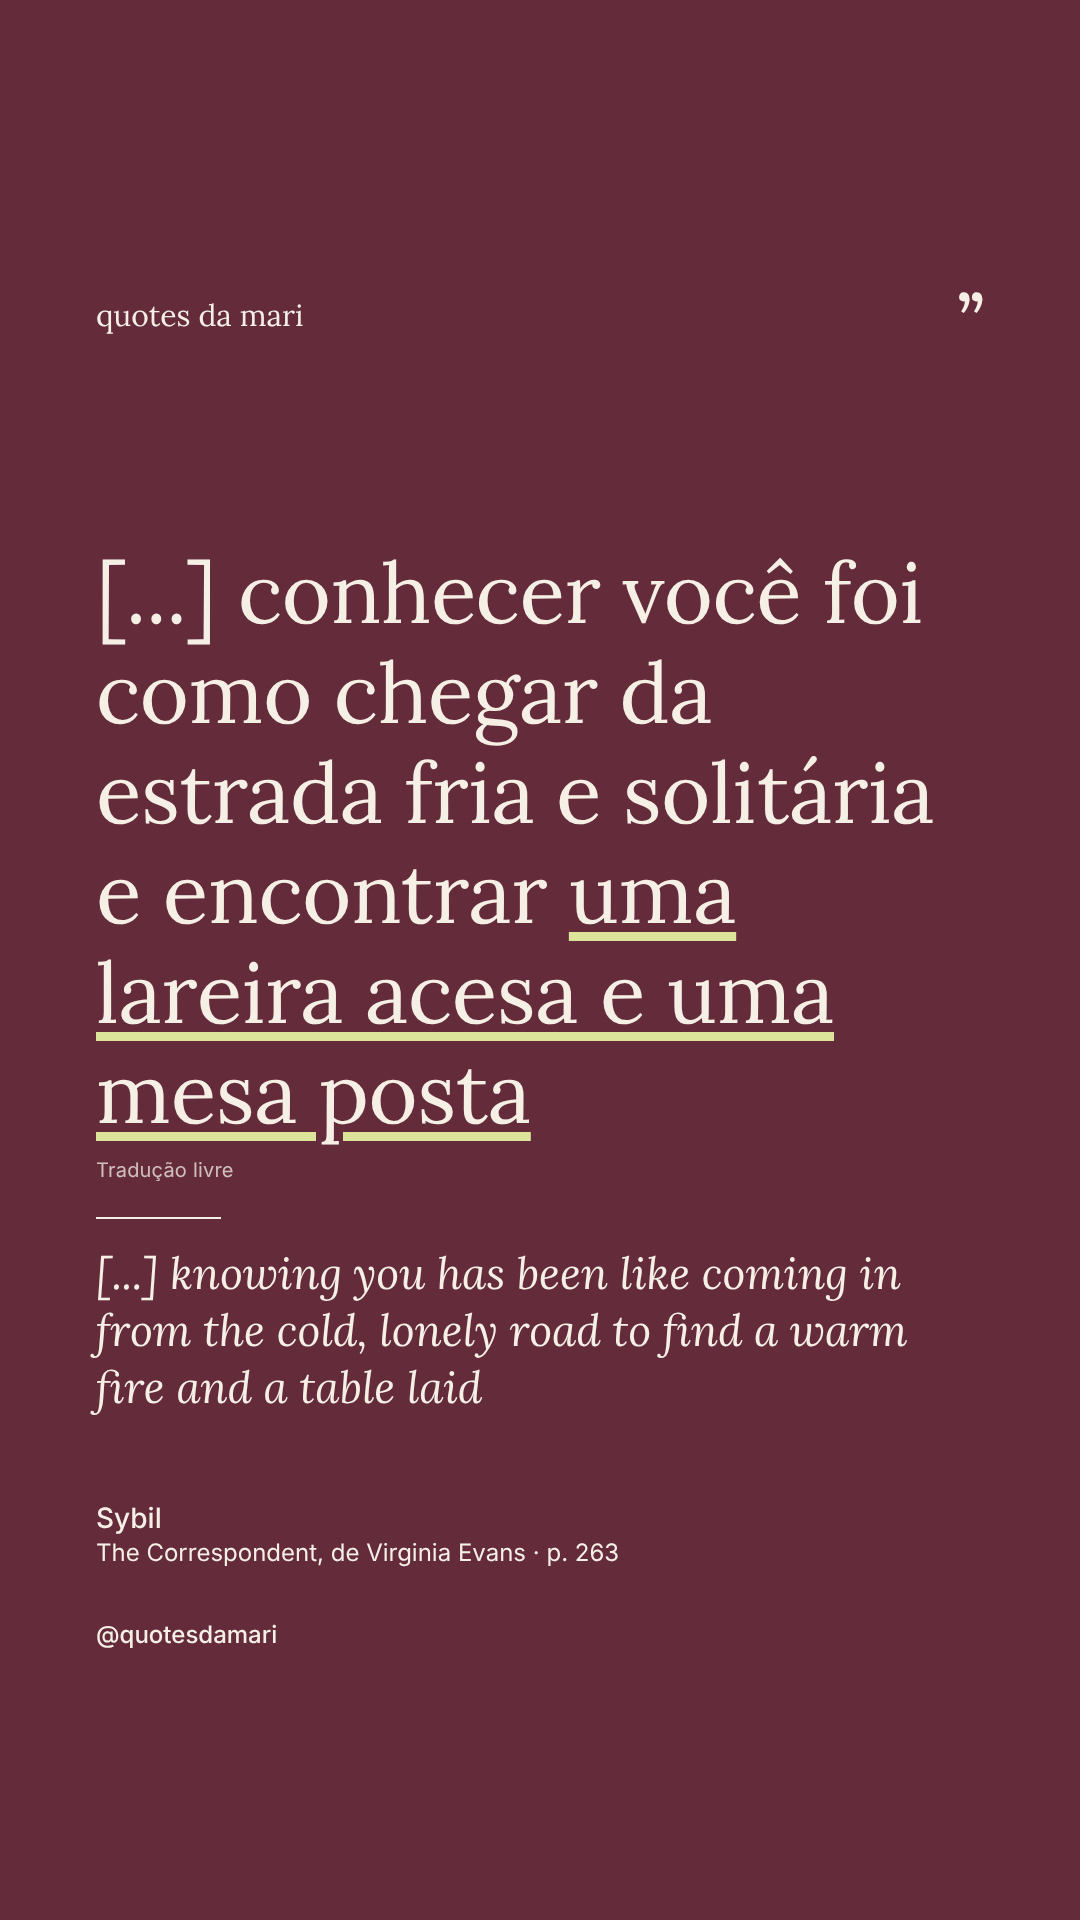 quotes da mari
”
[...] conhecer você foi
como chegar da
estrada fria e solitária
e encontrar uma
lareira acesa e uma
mesa posta
Tradução livre
[...] knowing you has been like coming in
from the cold, lonely road to find a warm
fire and a table laid
Sybil
The Correspondent, de Virginia Evans · p. 263
@quotesdamari